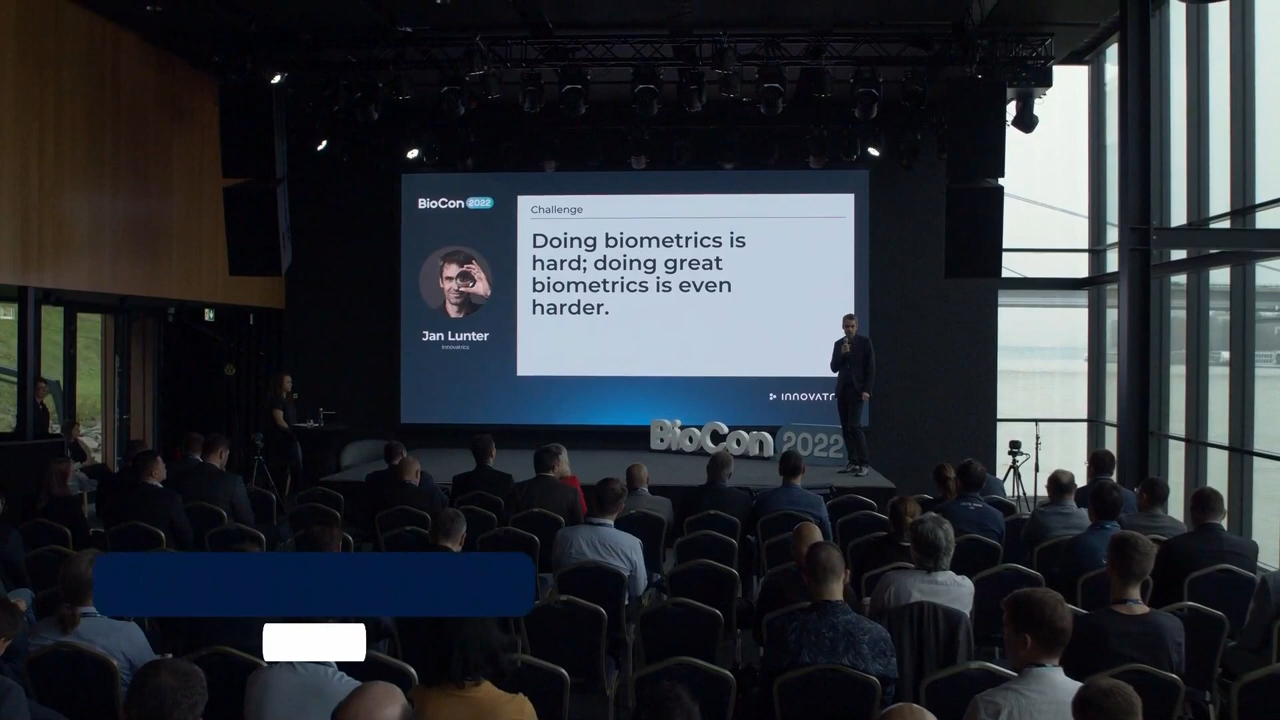 BioCon 2022
Challenge
Doing biometrics is
hard; doing great
biometrics is even
harder.
Jan Lunter
Innovatrics
INNOVATR
BioCon 2022